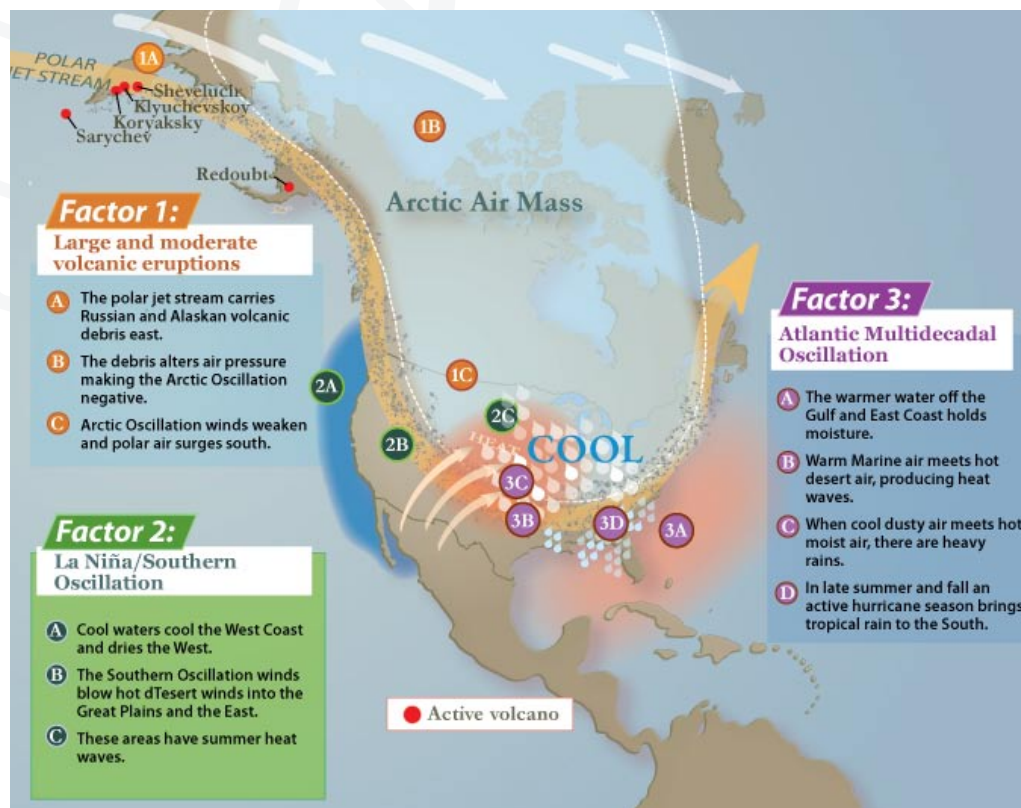 POLAR
JET STREAM
1A
Sheveluch
Klyuchevskoy
Koryaksky
Sarychev
1B
Redoubt
Arctic Air Mass
Factor 1:
Large and moderate
volcanic eruptions
A The polar jet stream carries
Russian and Alaskan volcanic
debris east.
B The debris alters air pressure
making the Arctic Oscillation
negative.
C Arctic Oscillation winds weaken
and polar air surges south.
Factor 3:
Atlantic Multidecadal
Oscillation
A The warmer water off the
Gulf and East Coast holds
moisture.
B Warm Marine air meets hot
desert air, producing heat
waves.
C When cool dusty air meets hot
moist air, there are heavy
rains.
D In late summer and fall an
active hurricane season brings
tropical rain to the South.
1C
2A
2C
2B
HEAT
COOL
3C
3B
3D
3A
Factor 2:
La Niña/Southern
Oscillation
A Cool waters cool the West Coast
and dries the West.
B The Southern Oscillation winds
blow hot dTesert winds into the
Great Plains and the East.
C These areas have summer heat
waves.
Active volcano